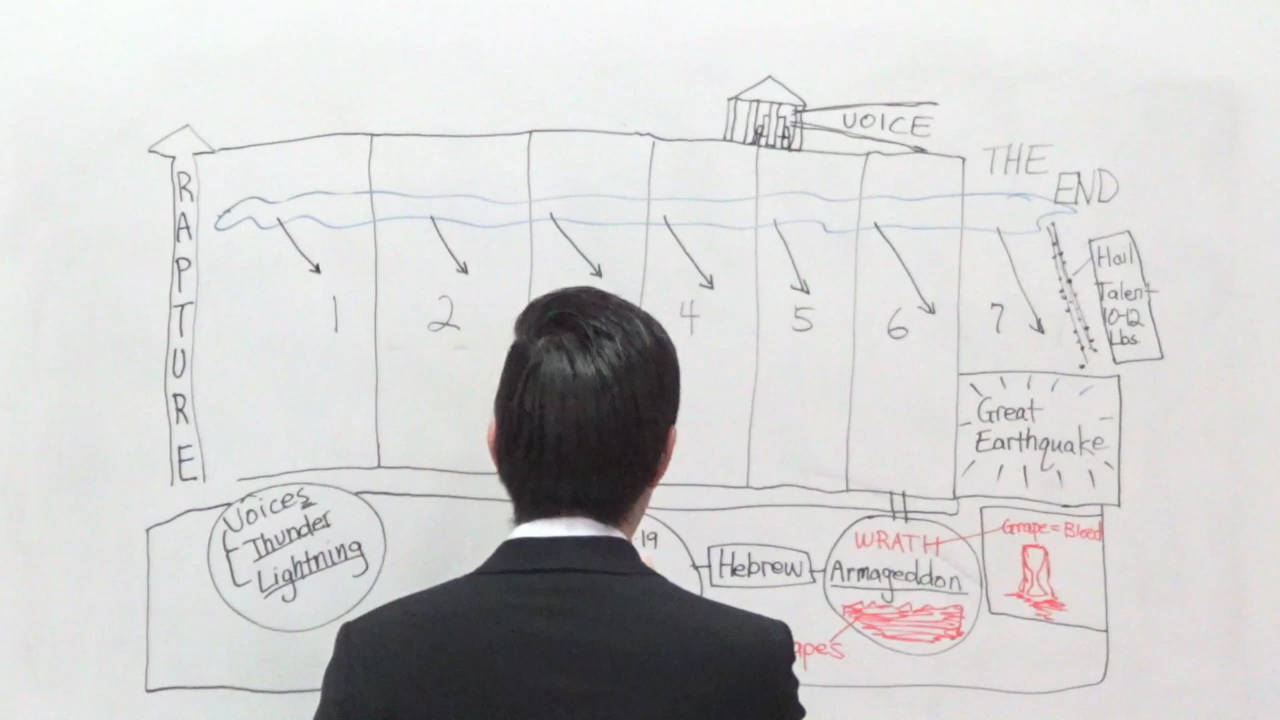 VOICE
THE
END
RAPTURE
Hail
Talent
10-12
Lbs
1
2
4
5
6
7
Great
Earthquake
Voices
Thunder
Lightning
-19
Hebrew
WRATH
Armageddon
Grape = Blood
apes